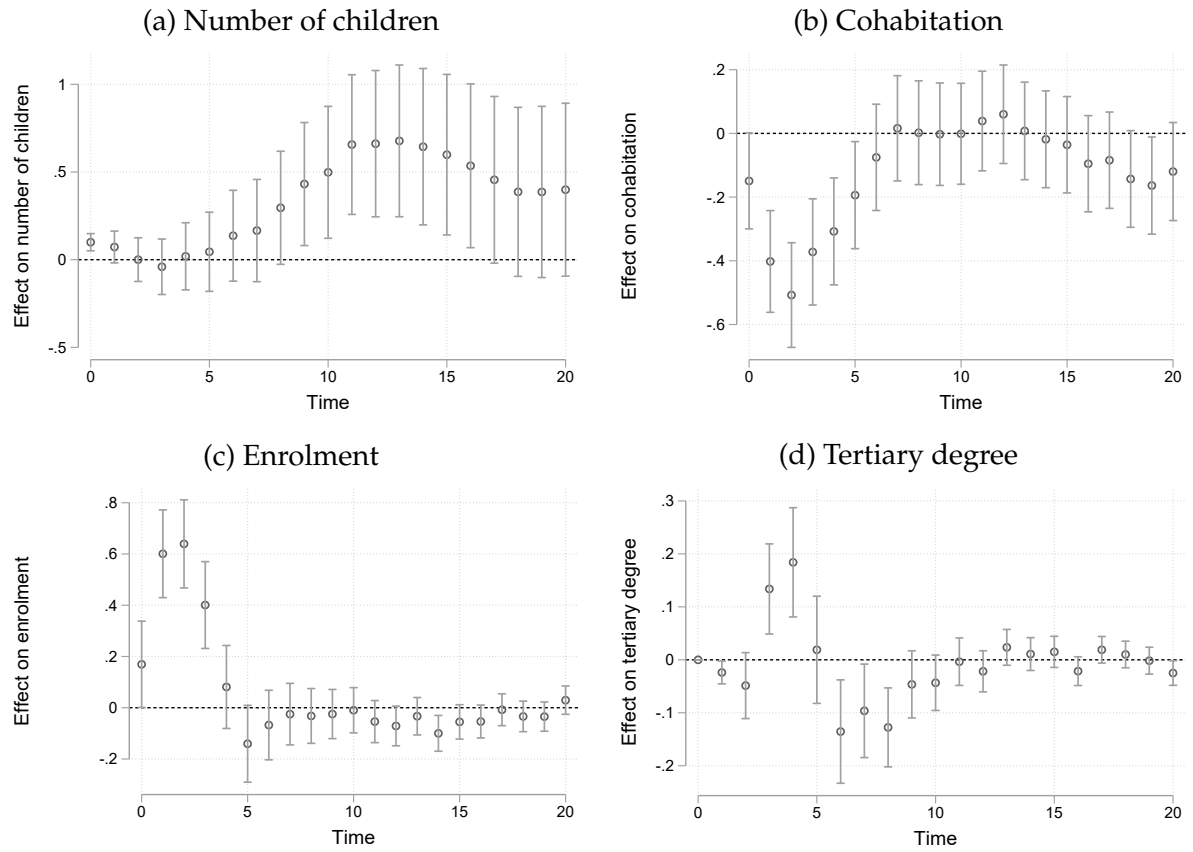 (a) Number of children
Effect on number of children
1
.5
0
-.5
0 5 10 15 20
Time
(b) Cohabitation
Effect on cohabitation
.2
0
-.2
-.4
-.6
0 5 10 15 20
Time
(c) Enrolment
Effect on enrolment
.8
.6
.4
.2
0
-.2
0 5 10 15 20
Time
(d) Tertiary degree
Effect on tertiary degree
.3
.2
.1
0
-.1
-.2
0 5 10 15 20
Time